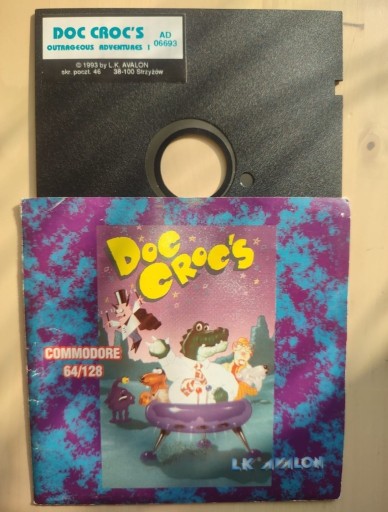 DOC CROC'S
OUTRAGEOUS ADVENTURES !
AD
06693
© 1993 by L.K. AVALON
skr. poczt. 46 38-100 Strzyżów
DOC
CROC'S
COMMODORE
64/128
L.K. AVALON